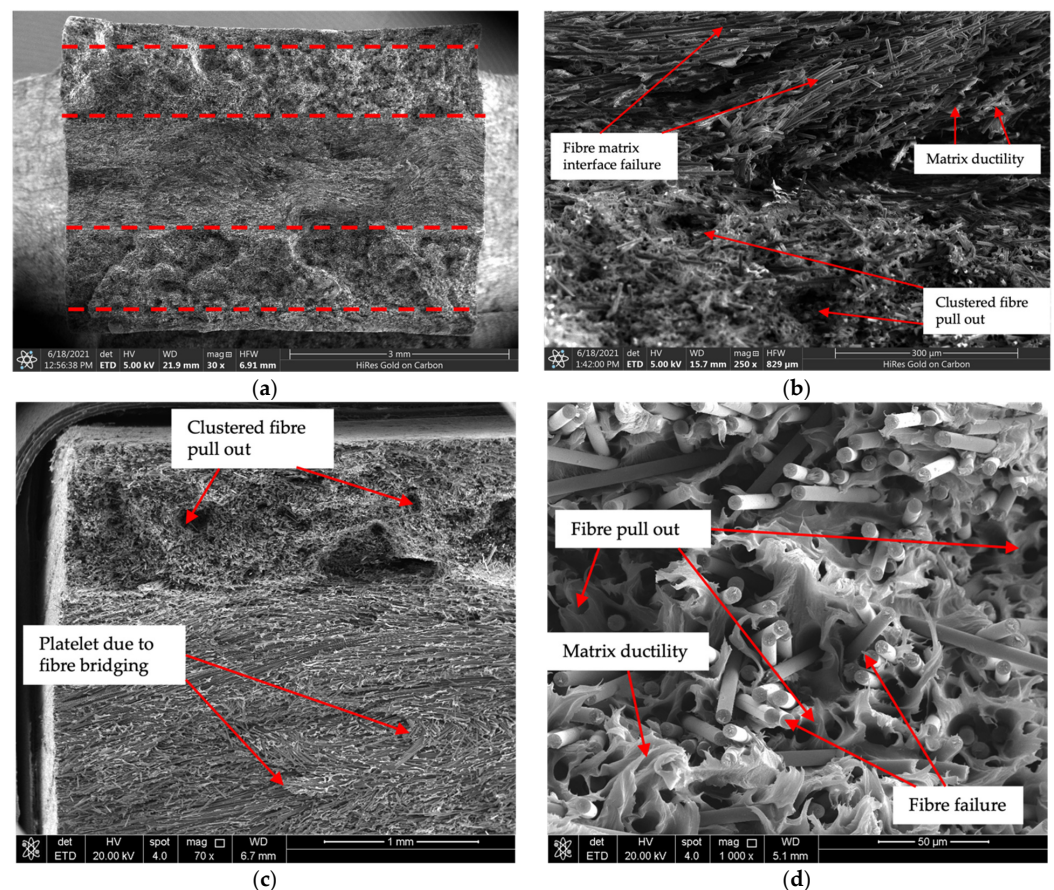 6/18/2021 det HV WD mag HFW 3 mm
12:56:38 PM ETD 5.00 kV 21.9 mm 30 x 6.91 mm HiRes Gold on Carbon
(a)
Fibre matrix
interface failure
Matrix ductility
Clustered fibre
pull out
6/18/2021 det HV WD mag HFW 300 µm
1:42:00 PM ETD 5.00 kV 15.7 mm 250 x 829 µm HiRes Gold on Carbon
(b)
Clustered fibre
pull out
Platelet due to
fibre bridging
det HV spot mag WD 1 mm
ETD 20.00 kV 4.0 70 x 6.7 mm
(c)
Fibre pull out
Matrix ductility
Fibre failure
det HV spot mag WD 50 µm
ETD 20.00 kV 4.0 1 000 x 5.1 mm
(d)